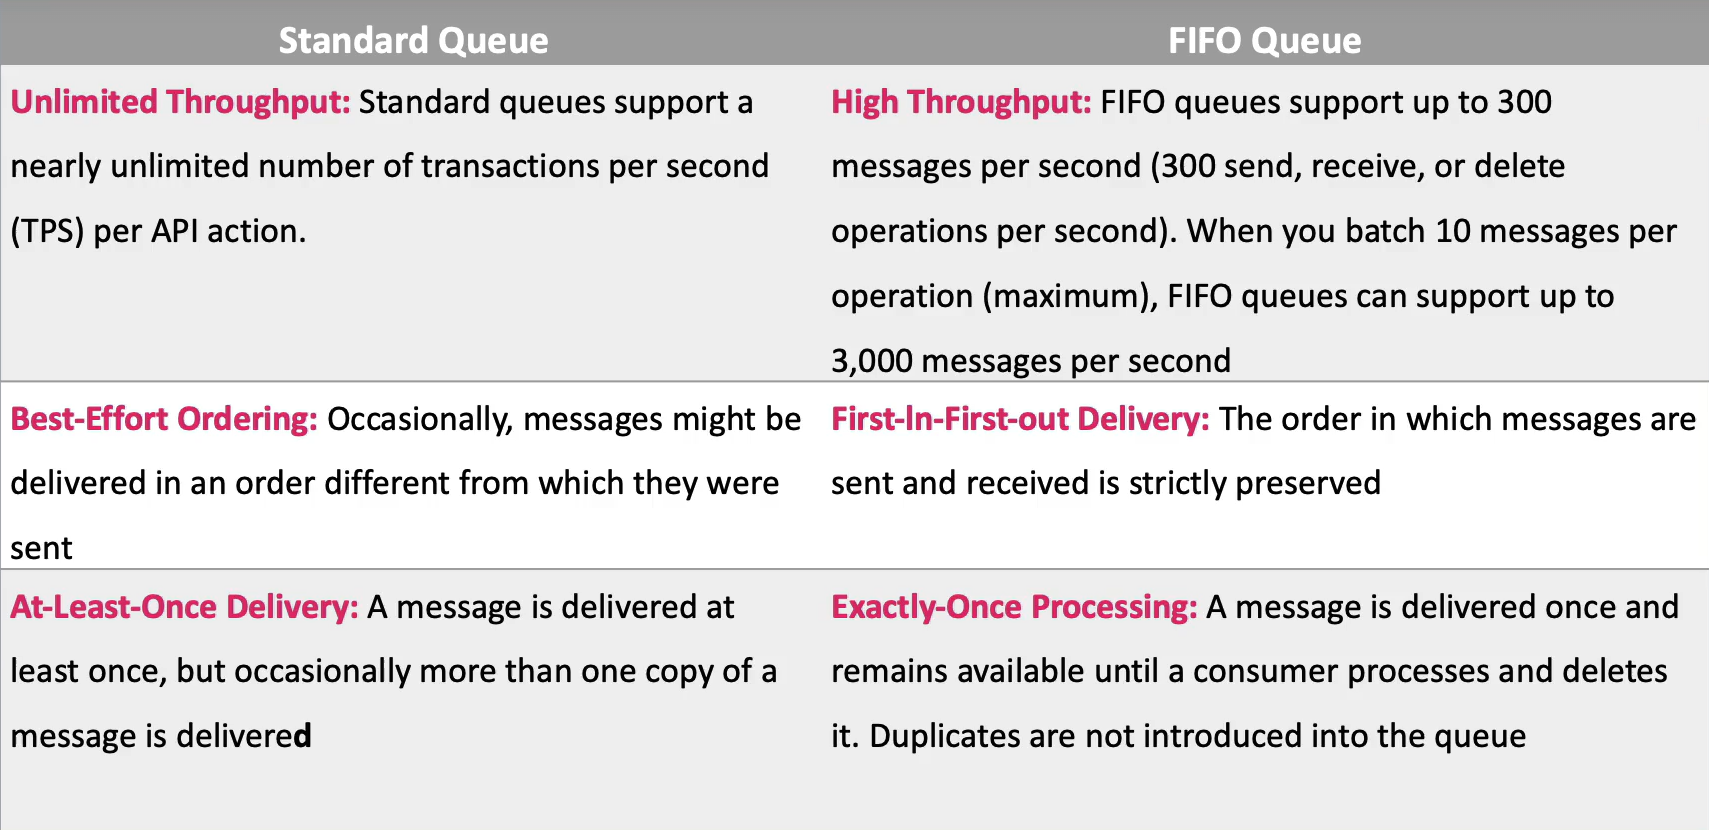 Standard Queue
FIFO Queue
Unlimited Throughput: Standard queues support a
nearly unlimited number of transactions per second
(TPS) per API action.
High Throughput: FIFO queues support up to 300
messages per second (300 send, receive, or delete
operations per second). When you batch 10 messages per
operation (maximum), FIFO queues can support up to
3,000 messages per second
Best-Effort Ordering: Occasionally, messages might be
delivered in an order different from which they were
sent
First-ln-First-out Delivery: The order in which messages are
sent and received is strictly preserved
At-Least-Once Delivery: A message is delivered at
least once, but occasionally more than one copy of a
message is delivered
Exactly-Once Processing: A message is delivered once and
remains available until a consumer processes and deletes
it. Duplicates are not introduced into the queue